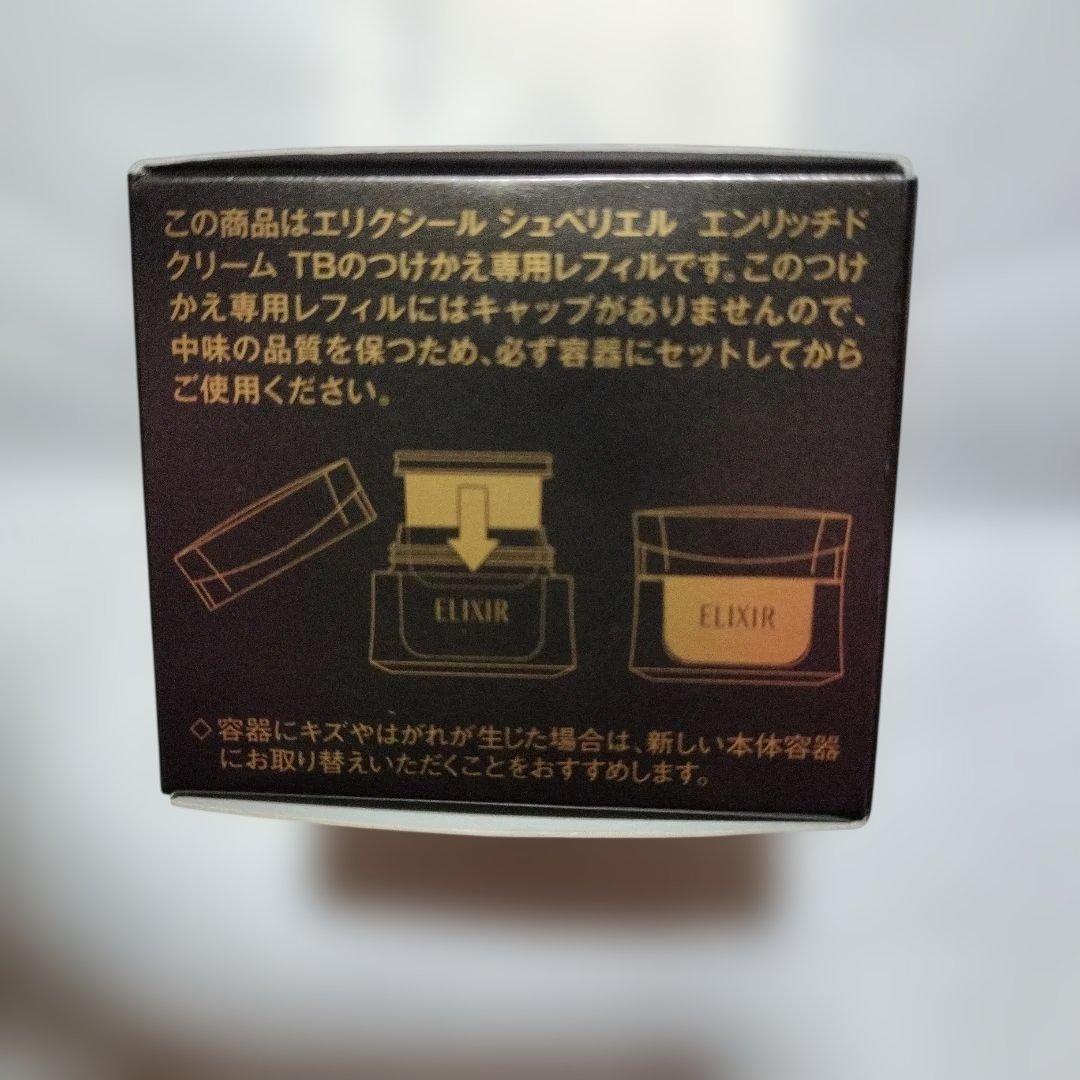 この商品はエリクシール シュペリエル エンリッチド
クリーム TBのつけかえ専用レフィルです。このつけ
かえ専用レフィルにはキャップがありませんので、
中味の品質を保つため、必ず容器にセットしてから
ご使用ください。
ELIXIR
ELIXIR
◇容器にキズやはがれが生じた場合は、新しい本体容器
にお取り替えいただくことをおすすめします。